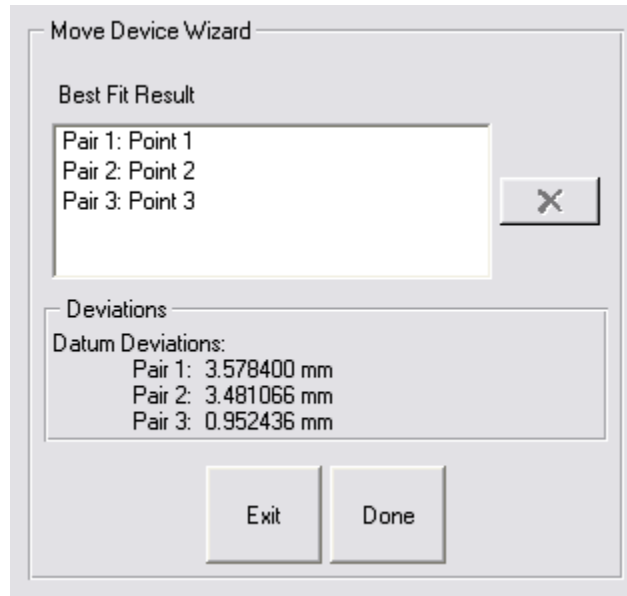 Move Device Wizard
Best Fit Result
Pair 1: Point 1
Pair 2: Point 2
Pair 3: Point 3
Deviations
Datum Deviations:
Pair 1: 3.578400 mm
Pair 2: 3.481066 mm
Pair 3: 0.952436 mm
Exit Done